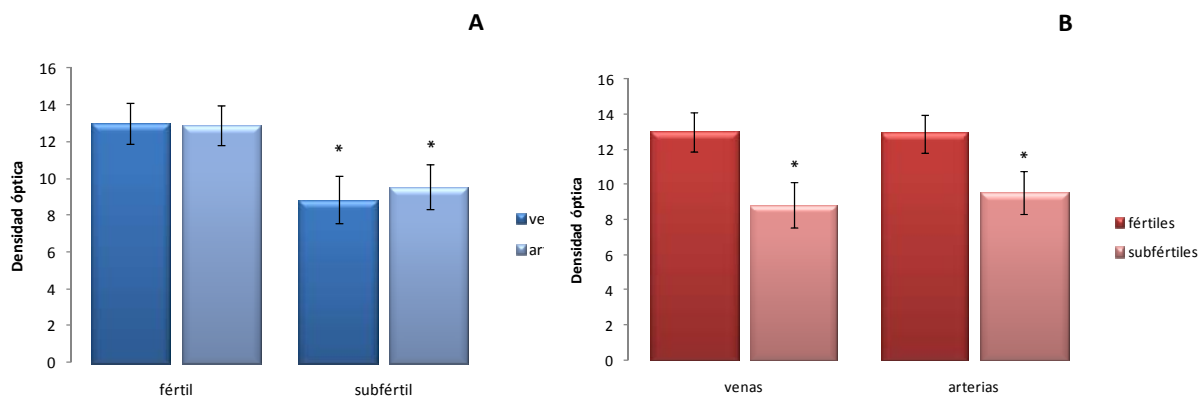 A
16
14
12
10
8
6
4
2
0
Densidad óptica
*
*
fértil
subfértil
ve
ar
B
16
14
12
10
8
6
4
2
0
Densidad óptica
*
*
venas
arterias
fértiles
subfértiles